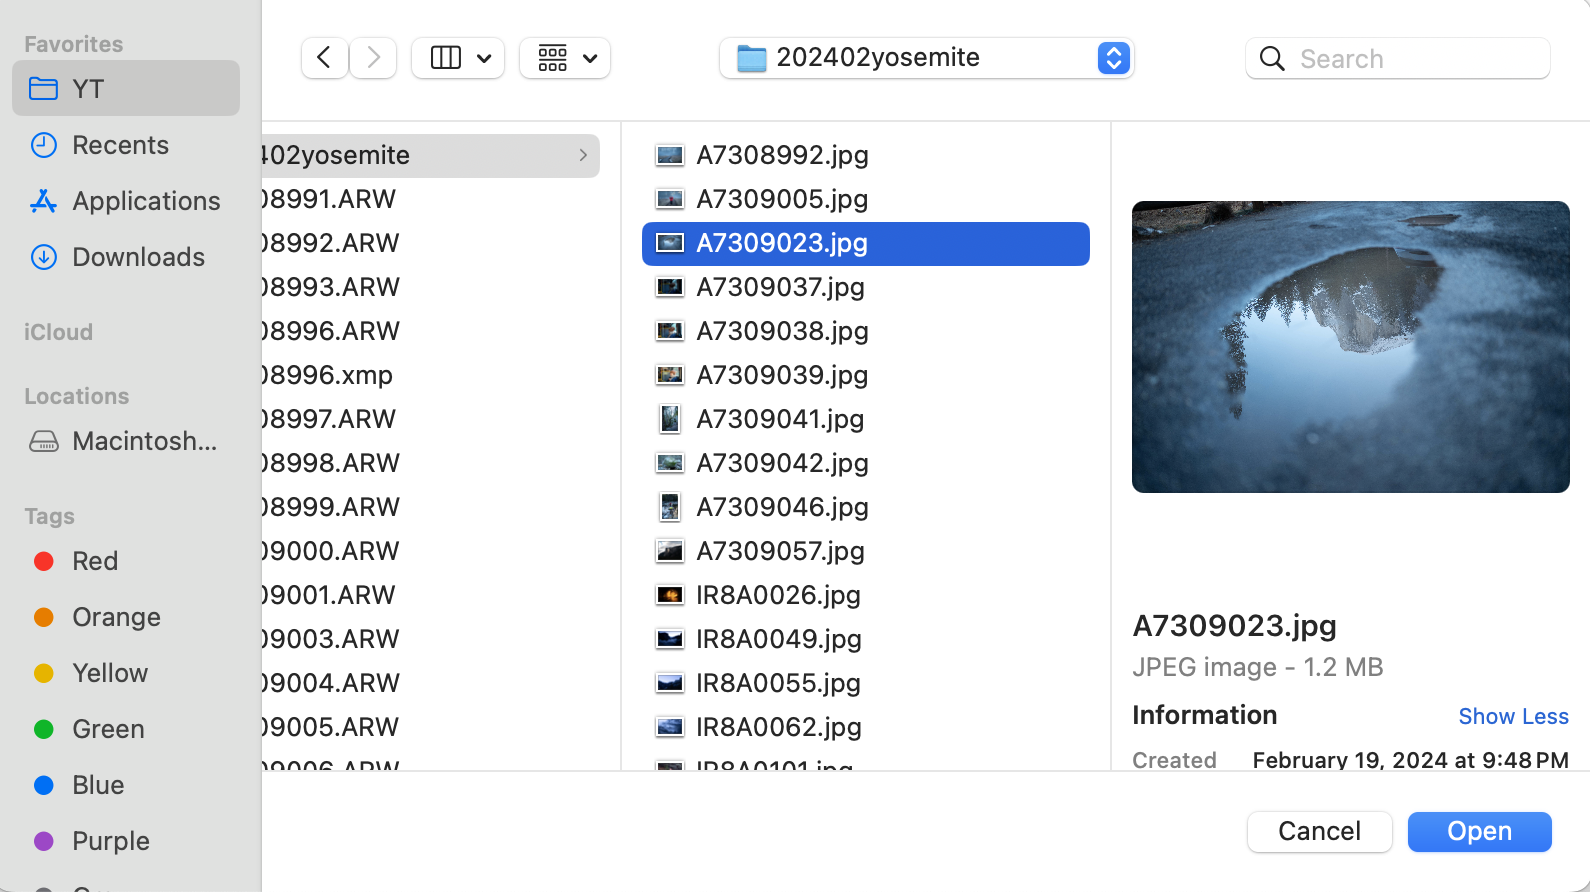 Favorites
YT
Recents
Applications
Downloads
iCloud
Locations
Macintosh...
Tags
Red
Orange
Yellow
Green
Blue
Purple
202402yosemite
Search
402yosemite
08991.ARW
08992.ARW
08993.ARW
08996.ARW
08996.xmp
08997.ARW
08998.ARW
08999.ARW
09000.ARW
09001.ARW
09003.ARW
09004.ARW
09005.ARW
09006.ARW
A7308992.jpg
A7309005.jpg
A7309023.jpg
A7309037.jpg
A7309038.jpg
A7309039.jpg
A7309041.jpg
A7309042.jpg
A7309046.jpg
A7309057.jpg
IR8A0026.jpg
IR8A0049.jpg
IR8A0055.jpg
IR8A0062.jpg
IR8A0101.jpg
A7309023.jpg
JPEG image - 1.2 MB
Information Show Less
Created February 19, 2024 at 9:48 PM
Cancel Open